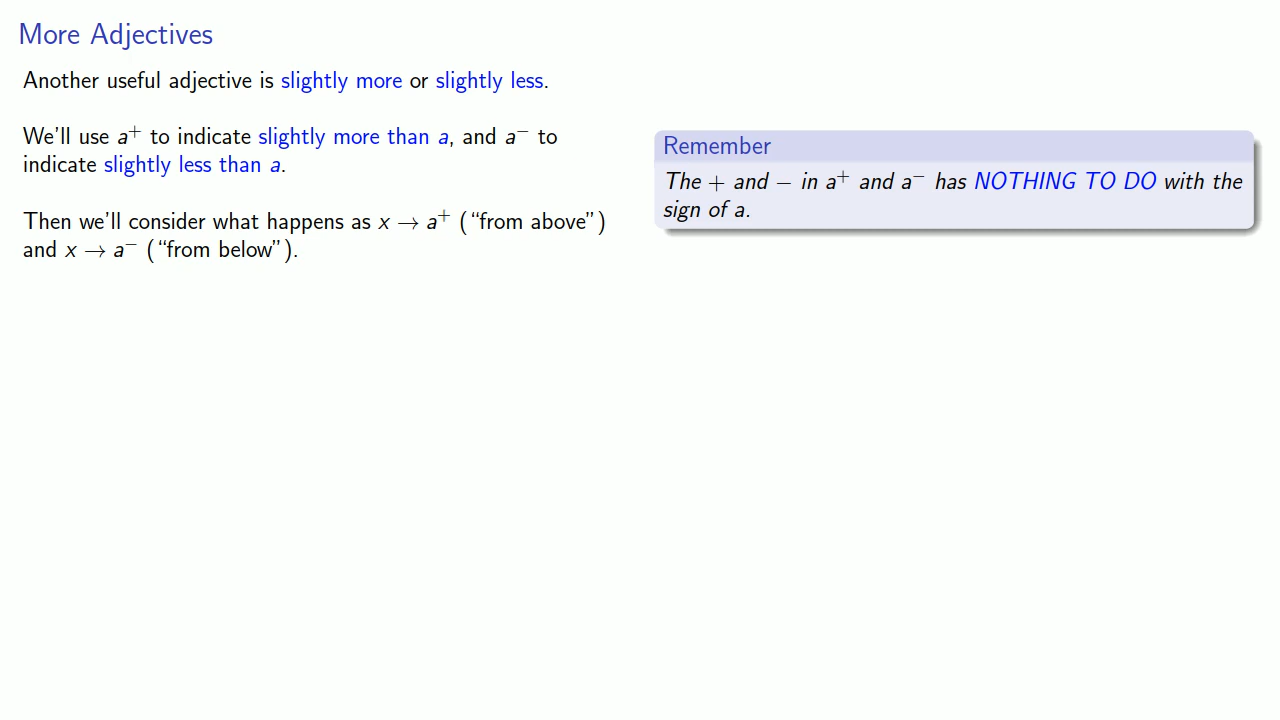 More Adjectives
Another useful adjective is slightly more or slightly less.
We'll use a⁺ to indicate slightly more than a, and a⁻ to
indicate slightly less than a.
Then we'll consider what happens as x → a⁺ (“from above”)
and x → a⁻ (“from below”).
Remember
The + and − in a⁺ and a⁻ has NOTHING TO DO with the
sign of a.